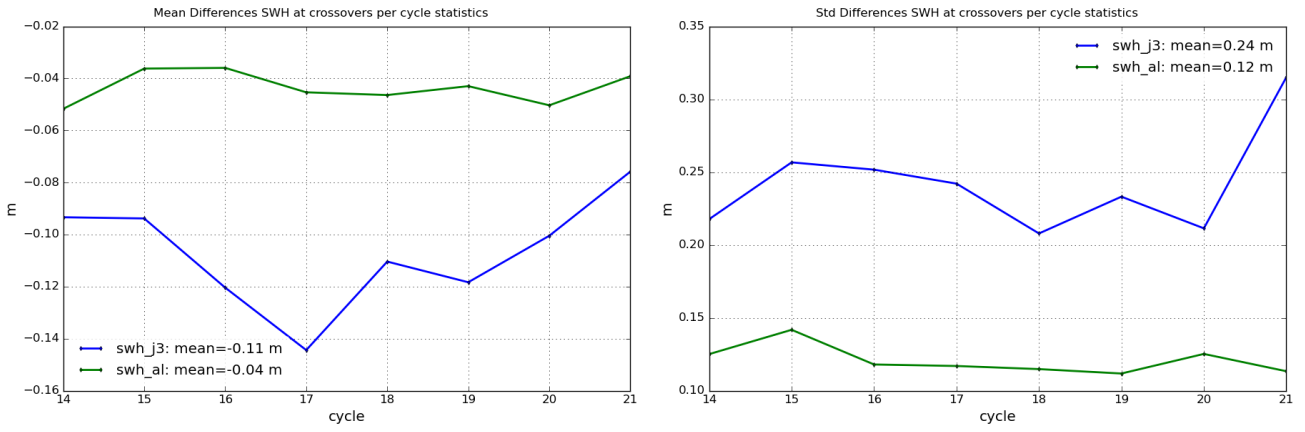 Mean Differences SWH at crossovers per cycle statistics
−0.02
−0.04
−0.06
−0.08
−0.10
−0.12
−0.14
−0.16
m
swh_j3: mean=-0.11 m
swh_al: mean=-0.04 m
14 15 16 17 18 19 20 21
cycle
Std Differences SWH at crossovers per cycle statistics
0.35
0.30
0.25
0.20
0.15
0.10
m
swh_j3: mean=0.24 m
swh_al: mean=0.12 m
14 15 16 17 18 19 20 21
cycle